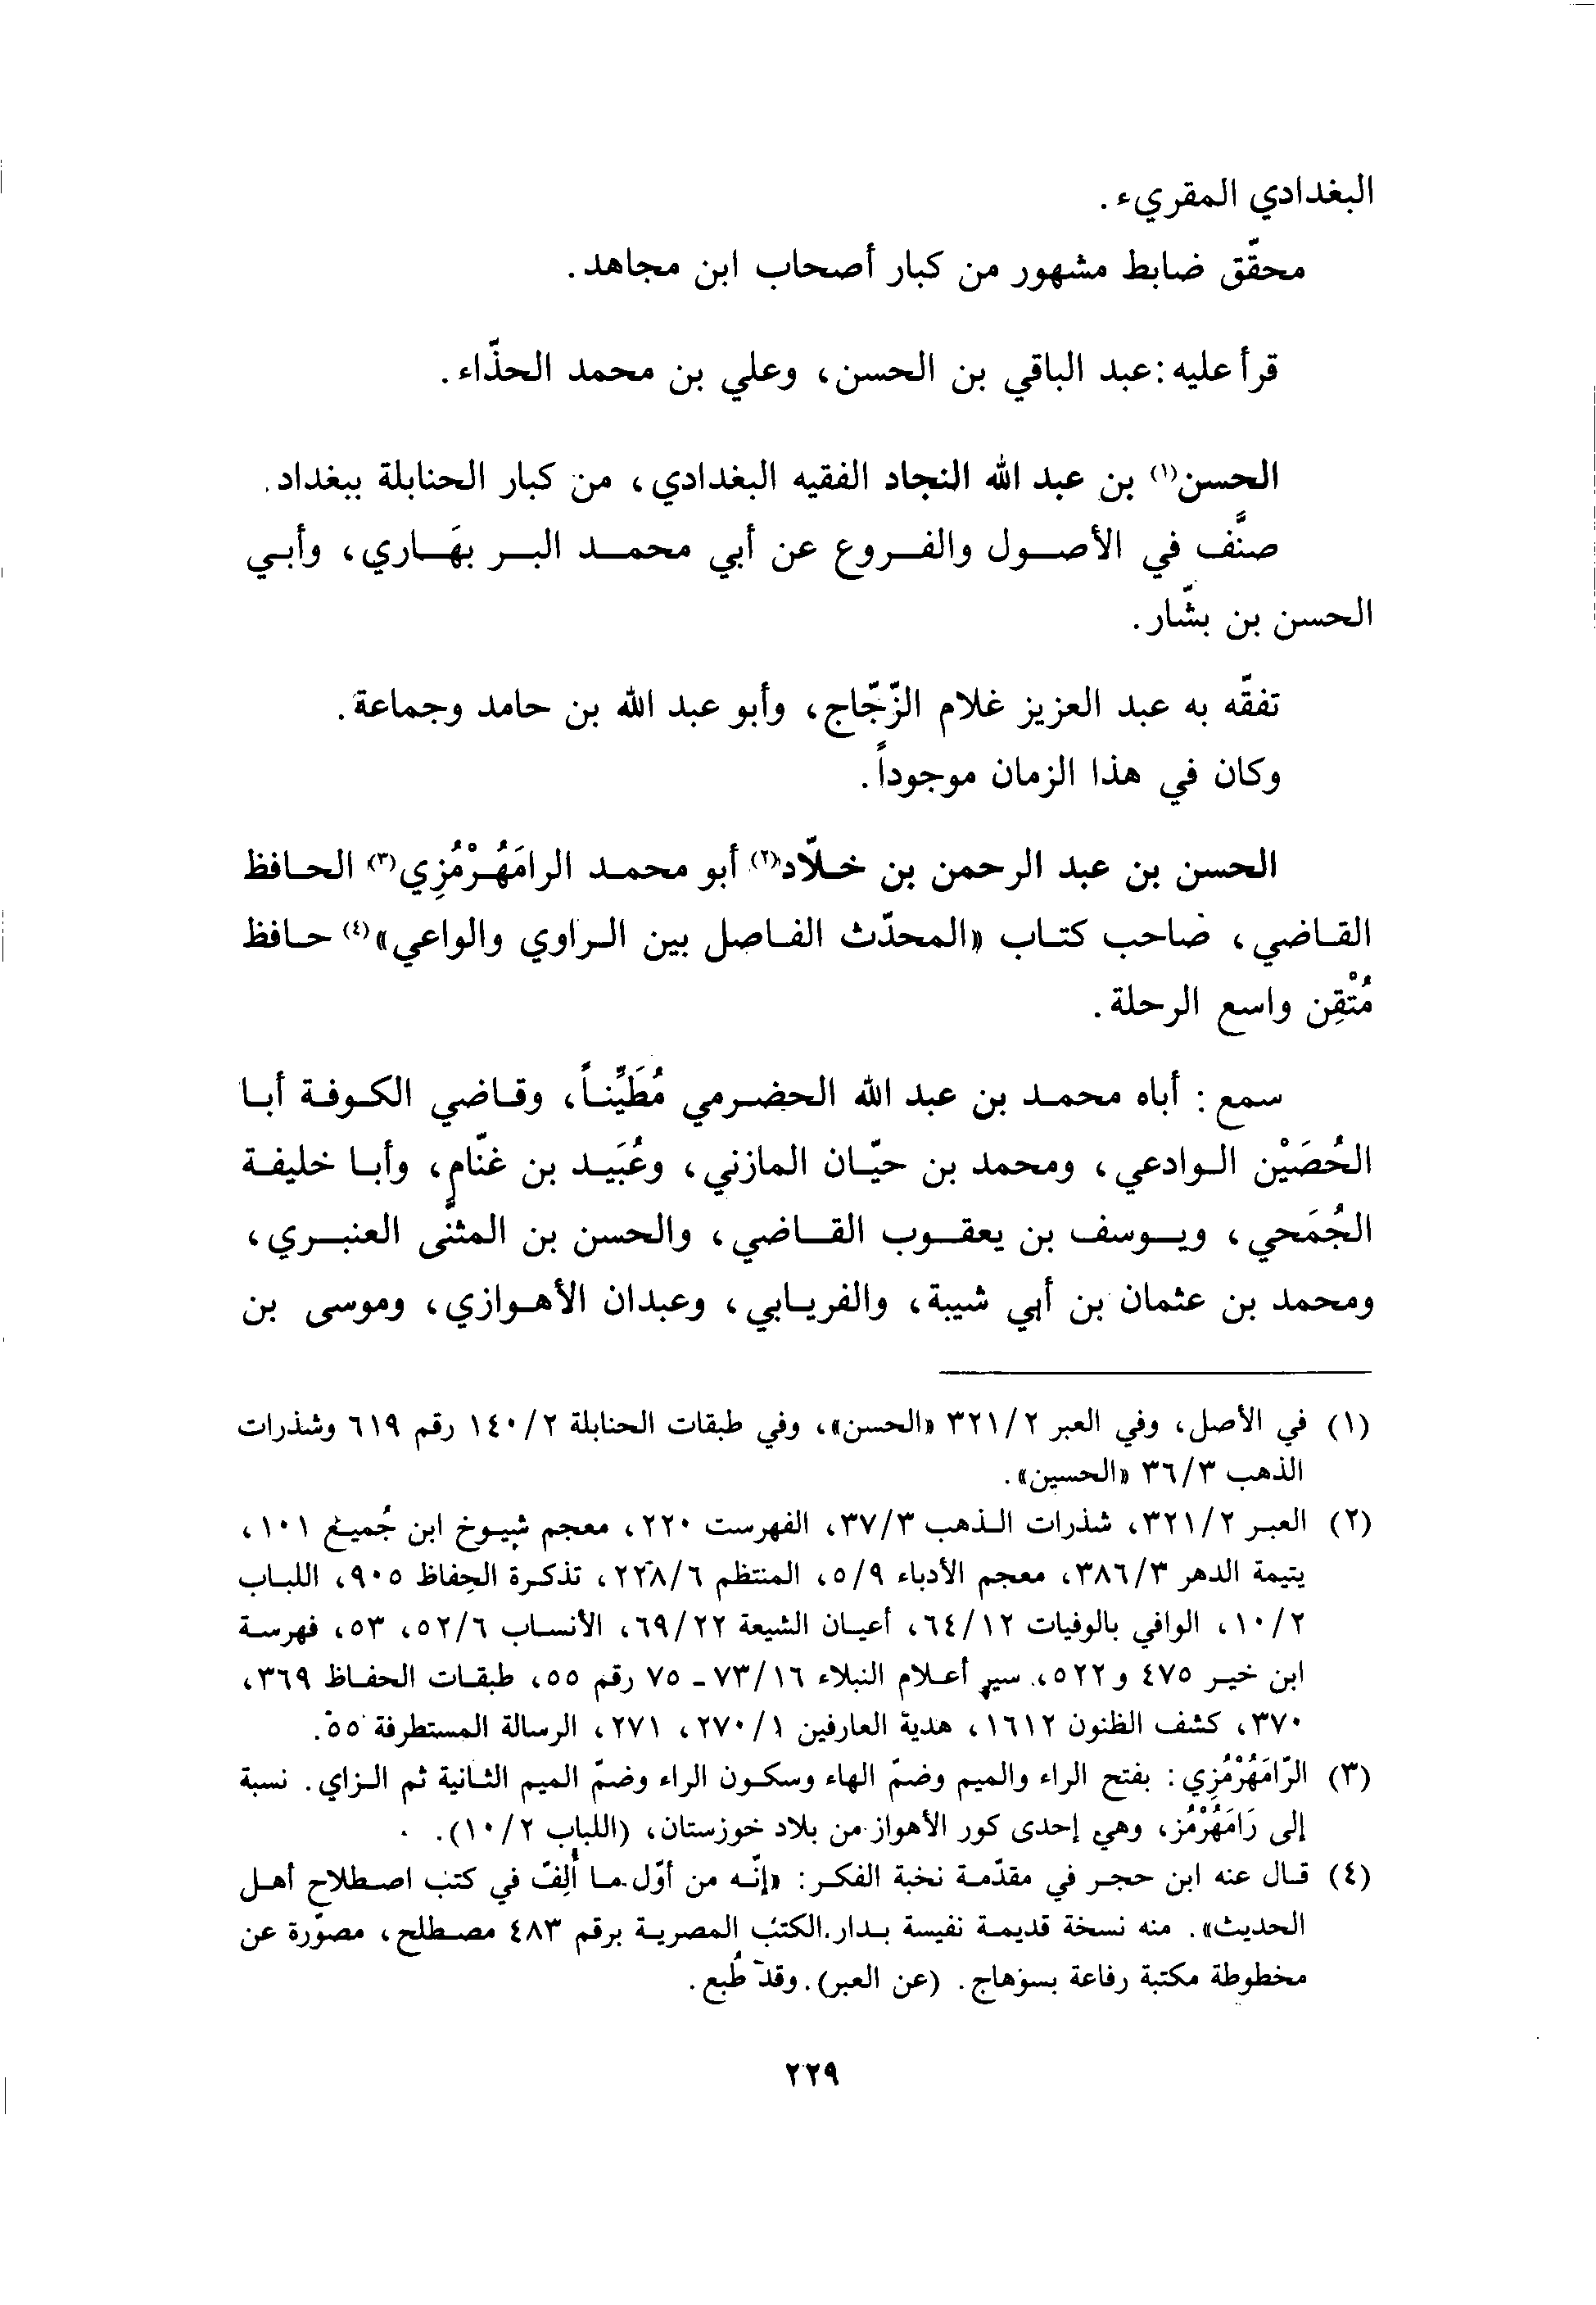 البغدادي المقريء.
محقّق ضابط مشهور من كبار أصحاب ابن مجاهد.
قرأ عليه: عبد الباقي بن الحسن، وعلي بن محمد الحذّاء.
الحسن(١) بن عبد الله النجاد الفقيه البغدادي، من كبار الحنابلة ببغداد.
صنَّف في الأصول والفروع عن أبي محمد البر بهَاري، وأبي
الحسن بن بشّار.
تفقّه به عبد العزيز غلام الزّجّاج، وأبو عبد الله بن حامد وجماعة.
وكان في هذا الزمان موجوداً.
الحسن بن عبد الرحمن بن خلّاد(٢) أبو محمد الرامَهُرْمُزِي(٣) الحافظ
القاضي، صاحب كتاب «المحدّث الفاصل بين الراوي والواعي»(٤) حافظ
مُتْقِن واسع الرحلة.
سمع: أباه محمد بن عبد الله الحضرمي مُطَيِّناً، وقاضي الكوفة أبا
الحُصَيْن الوادعي، ومحمد بن حيّان المازني، وعُبَيد بن غنّام، وأبا خليفة
الجُمَحي، ويوسف بن يعقوب القاضي، والحسن بن المثنَّى العنبري،
ومحمد بن عثمان بن أبي شيبة، والفريابي، وعبدان الأهوازي، وموسى بن
(١) في الأصل، وفي العبر ٣٢١/٢ «الحسن»، وفي طبقات الحنابلة ١٤٠/٢ رقم ٦١٩ وشذرات
الذهب ٣٦/٣ «الحسين».
(٢) العبر ٣٢١/٢، شذرات الذهب ٣٧/٣، الفهرست ٢٢٠، معجم شيوخ ابن جُميع ١٠١،
يتيمة الدهر ٣٨٦/٣، معجم الأدباء ٥/٩، المنتظم ٢٢٨/٦، تذكرة الحفاظ ٩٠٥، اللباب
١٠/٢، الوافي بالوفيات ٦٤/١٢، أعيان الشيعة ٦٩/٢٢، الأنساب ٥٢/٦، ٥٣، فهرسة
ابن خير ٤٧٥ و٥٢٢، سير أعلام النبلاء ٧٣/١٦ - ٧٥ رقم ٥٥، طبقات الحفاظ ٣٦٩،
٣٧٠، كشف الظنون ١٦١٢، هدية العارفين ٢٧٠/١، ٢٧١، الرسالة المستطرفة ٥٥.
(٣) الرّامَهُرْمُزِي: بفتح الراء والميم وضمّ الهاء وسكون الراء وضمّ الميم الثانية ثم الزاي. نسبة
إلى رَامَهُرْمُز، وهي إحدى كور الأهواز من بلاد خوزستان، (اللباب ١٠/٢).
(٤) قال عنه ابن حجر في مقدّمة نخبة الفكر: «إنّه من أوّل ما أُلِفّ في كتب اصطلاح أهل
الحديث». منه نسخة قديمة نفيسة بدار الكتب المصرية برقم ٤٨٣ مصطلح، مصوّرة عن
مخطوطة مكتبة رفاعة بسوهاج. (عن العبر). وقد طُبع.
٢٢٩